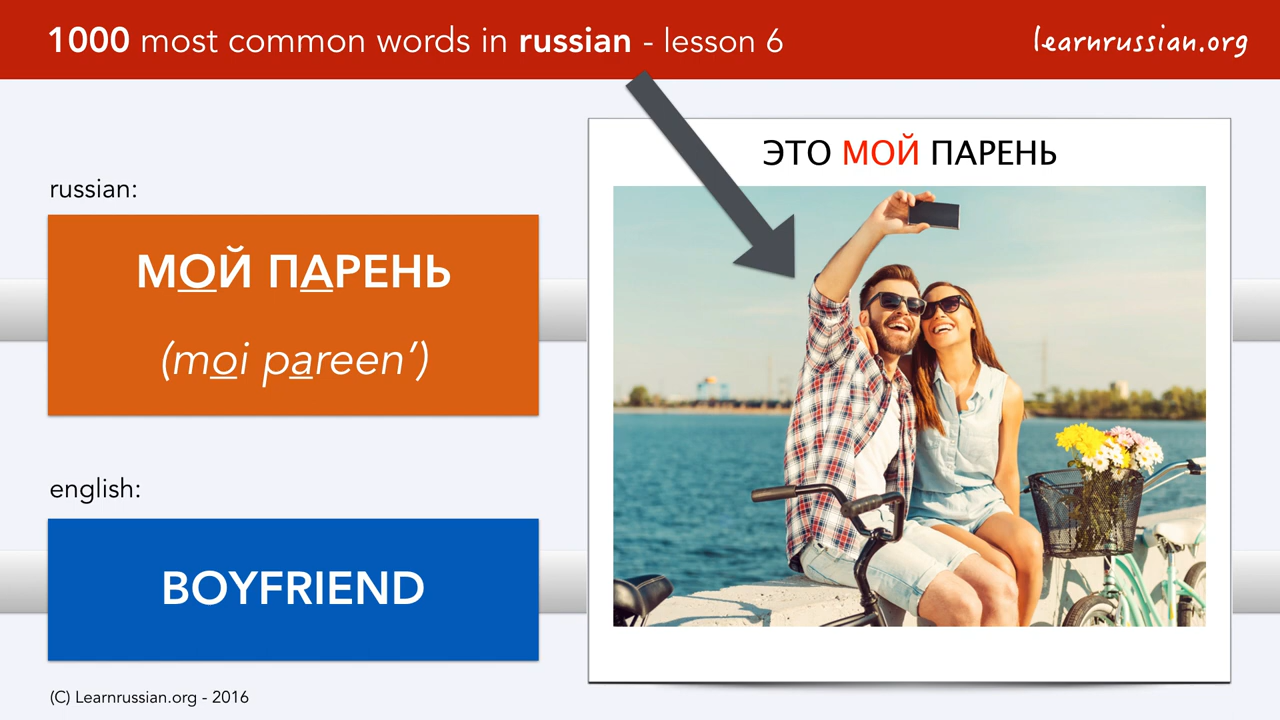 1000 most common words in russian - lesson 6
learnrussian.org
russian:
МОЙ ПАРЕНЬ
(moi pareen’)
english:
BOYFRIEND
ЭТО МОЙ ПАРЕНЬ
(C) Learnrussian.org - 2016